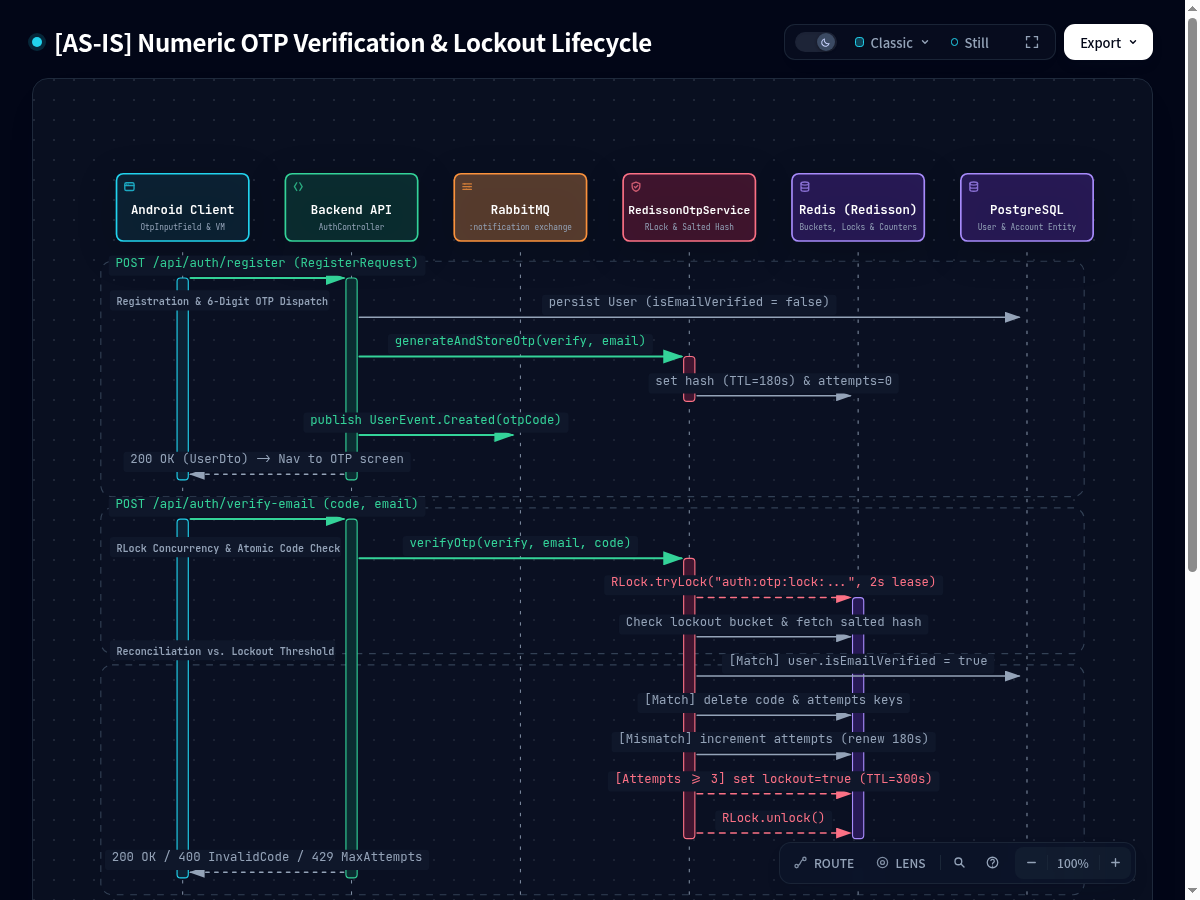 [AS-IS] Numeric OTP Verification & Lockout Lifecycle
Classic
Still
Export
Android Client
OtpInputField & VM
Backend API
AuthController
RabbitMQ
:notification exchange
RedissonOtpService
RLock & Salted Hash
Redis (Redisson)
Buckets, Locks & Counters
PostgreSQL
User & Account Entity
POST /api/auth/register (RegisterRequest)
Registration & 6-Digit OTP Dispatch
persist User (isEmailVerified = false)
generateAndStoreOtp(verify, email)
set hash (TTL=180s) & attempts=0
publish UserEvent.Created(otpCode)
200 OK (UserDto) → Nav to OTP screen
POST /api/auth/verify-email (code, email)
RLock Concurrency & Atomic Code Check
verifyOtp(verify, email, code)
RLock.tryLock("auth:otp:lock:...", 2s lease)
Check lockout bucket & fetch salted hash
Reconciliation vs. Lockout Threshold
[Match] user.isEmailVerified = true
[Match] delete code & attempts keys
[Mismatch] increment attempts (renew 180s)
[Attempts ≥ 3] set lockout=true (TTL=300s)
RLock.unlock()
200 OK / 400 InvalidCode / 429 MaxAttempts
ROUTE
LENS
100%